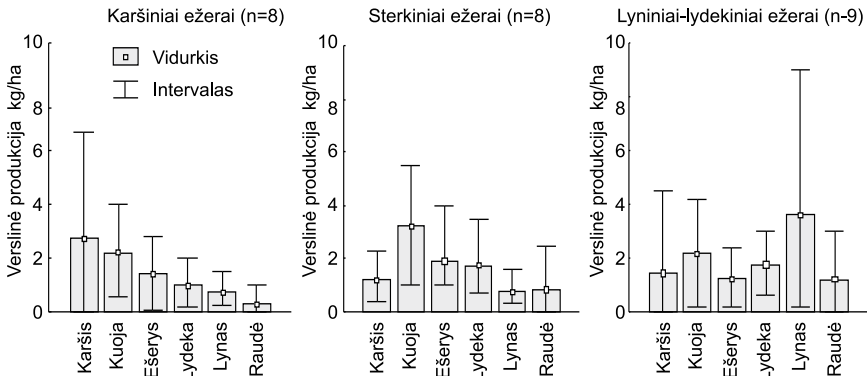 Karšiniai ežerai (n=8)
Verslinė produkcija kg/ha
10
8
6
4
2
0
Vidurkis
Intervalas
Karšis
Kuoja
Ešerys
Lydeka
Lynas
Raudė
Sterkiniai ežerai (n=8)
Verslinė produkcija kg/ha
10
8
6
4
2
0
Karšis
Kuoja
Ešerys
Lydeka
Lynas
Raudė
Lyniniai-lydekiniai ežerai (n-9)
Verslinė produkcija kg/ha
10
8
6
4
2
0
Karšis
Kuoja
Ešerys
Lydeka
Lynas
Raudė